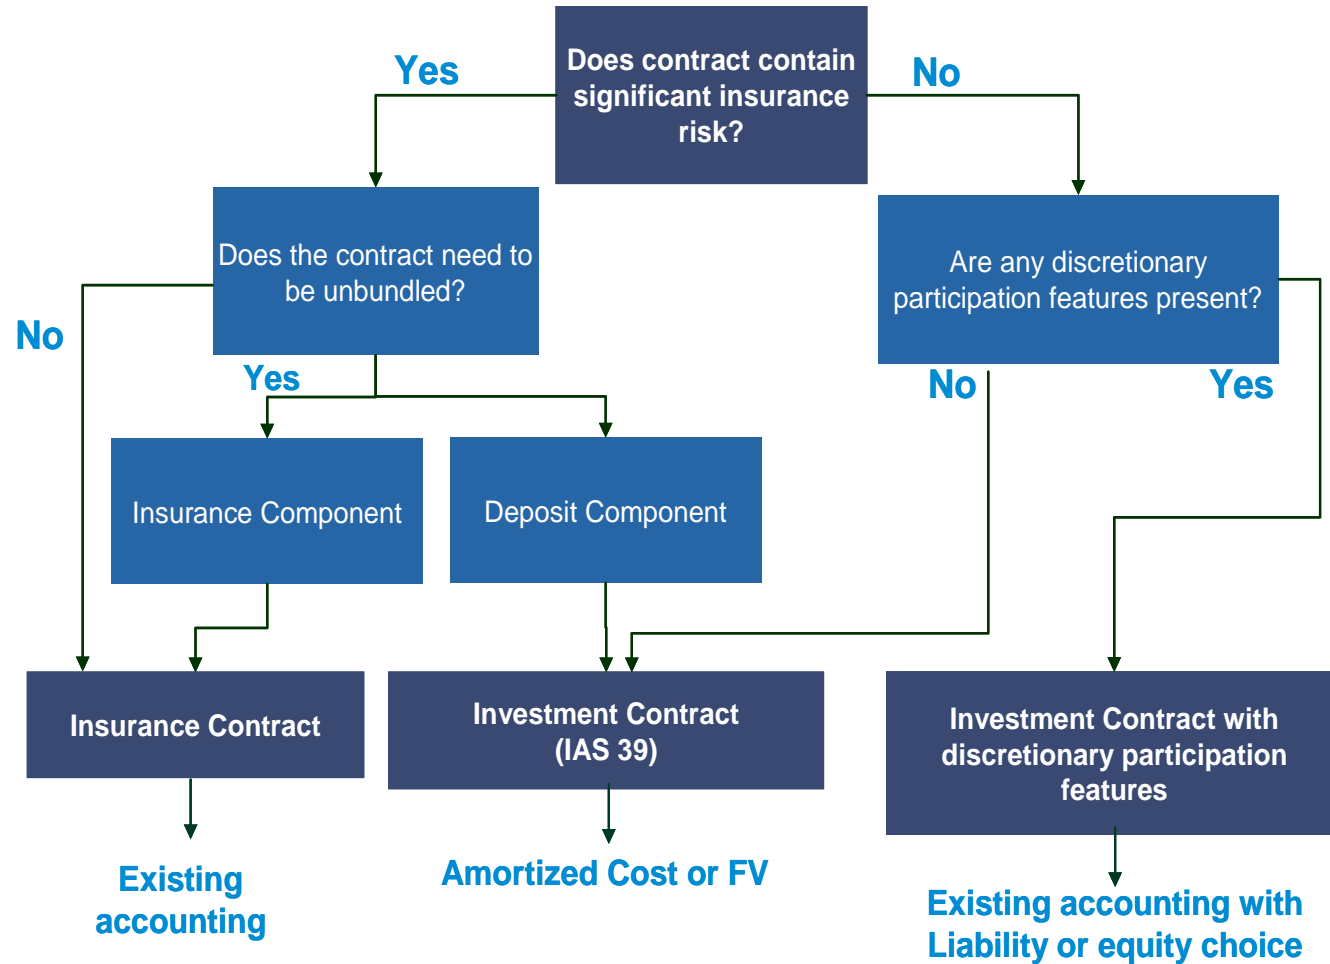 Does contract contain
significant insurance
risk?
Yes
No
Does the contract need to
be unbundled?
Are any discretionary
participation features present?
No
Yes
No
Yes
Insurance Component
Deposit Component
Insurance Contract
Investment Contract
(IAS 39)
Investment Contract with
discretionary participation
features
Existing
accounting
Amortized Cost or FV
Existing accounting with
Liability or equity choice